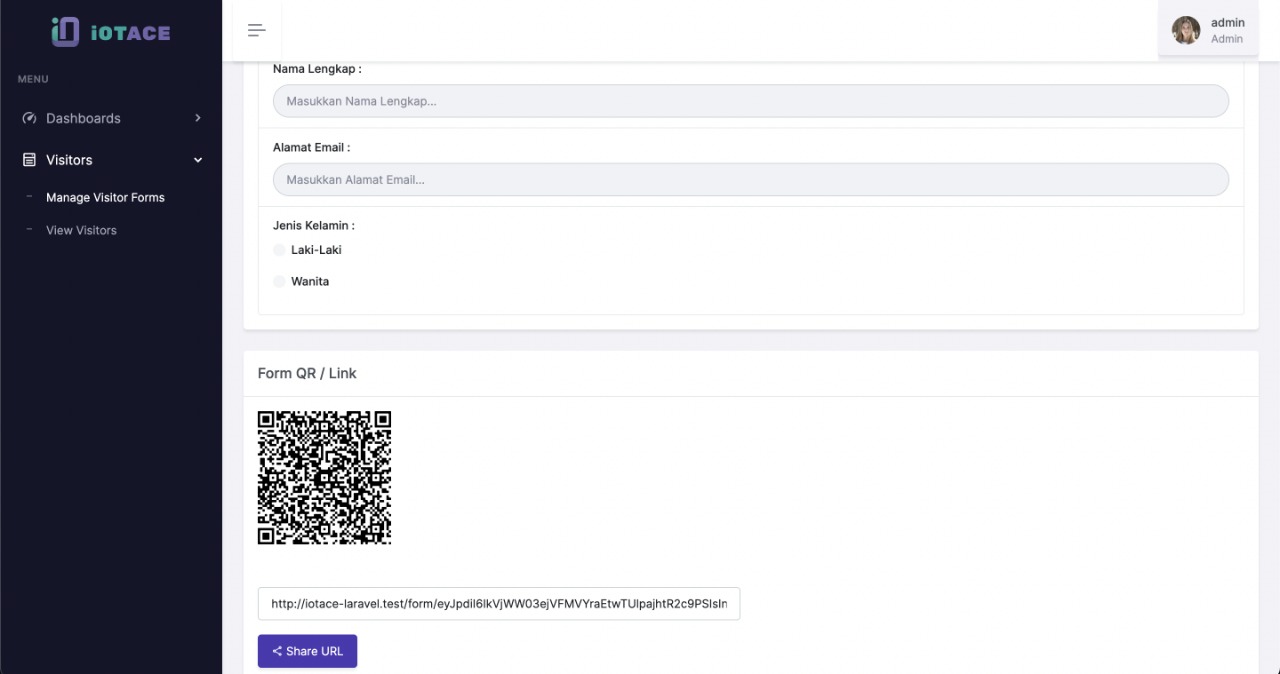 iOTACE
admin
Admin
MENU
Dashboards
Visitors
Manage Visitor Forms
View Visitors
Nama Lengkap :
Masukkan Nama Lengkap...
Alamat Email :
Masukkan Alamat Email...
Jenis Kelamin :
Laki-Laki
Wanita
Form QR / Link
http://iotace-laravel.test/form/eyJpdiI6IkVjWW03ejVFMVYraEtwTUlpajhtR2c9PSIsIn
Share URL